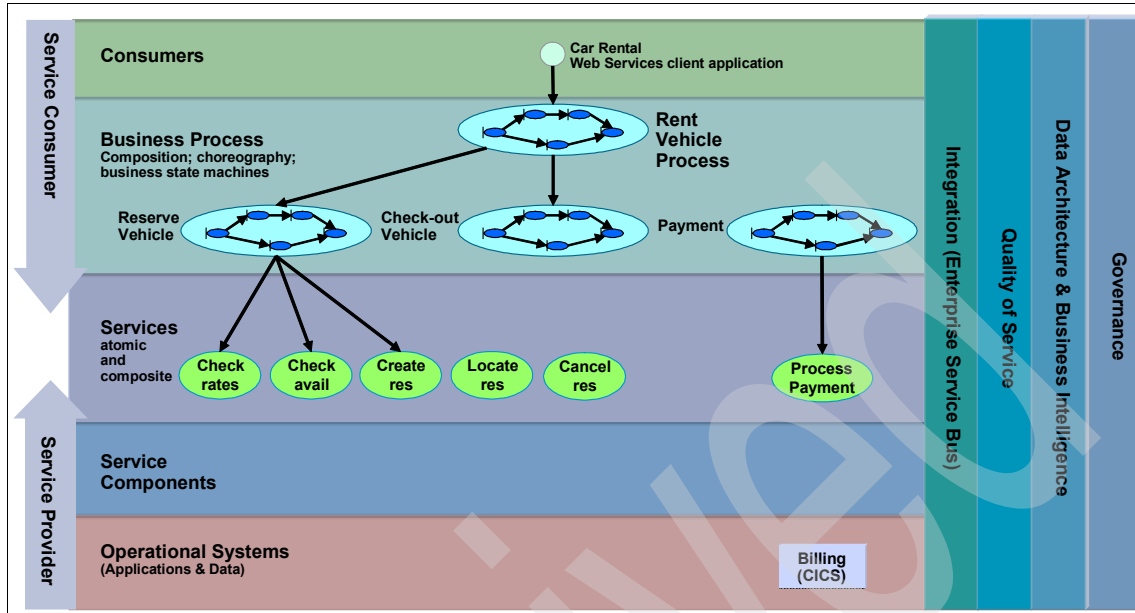 Service Consumer
Service Provider
Consumers
Car Rental
Web Services client application
Business Process
Composition; choreography;
business state machines
Rent
Vehicle
Process
Reserve
Vehicle
Check-out
Vehicle
Payment
Services
atomic
and
composite
Check
rates
Check
avail
Create
res
Locate
res
Cancel
res
Process
Payment
Service
Components
Operational Systems
(Applications & Data)
Billing
(CICS)
Integration (Enterprise Service Bus)
Quality of Service
Data Architecture & Business Intelligence
Governance